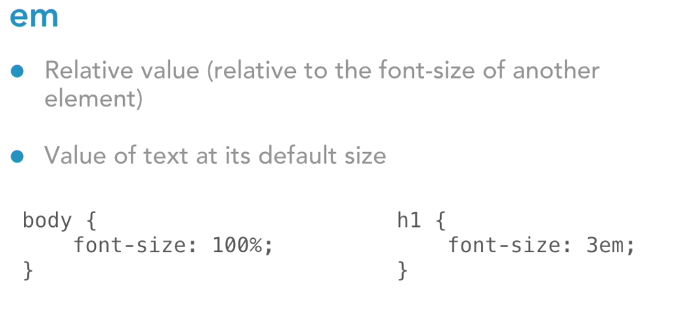 em
● Relative value (relative to the font-size of another
element)
● Value of text at its default size
body {
    font-size: 100%;
}
h1 {
    font-size: 3em;
}